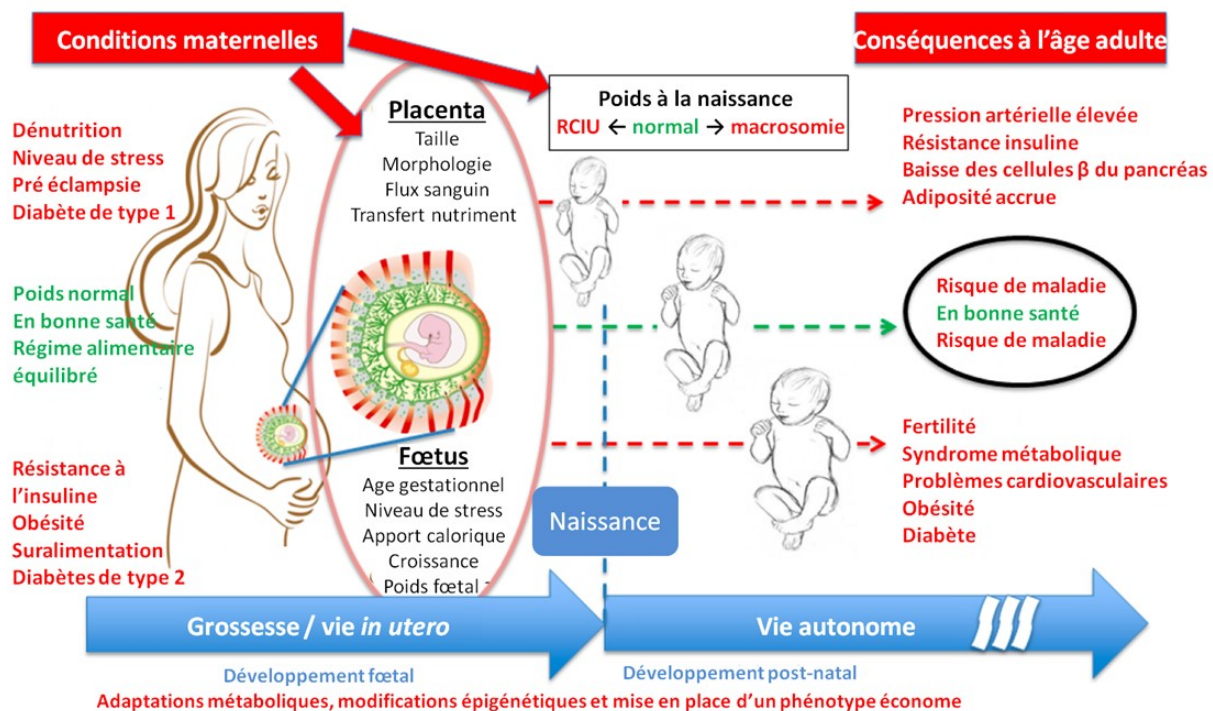 Conditions maternelles
Conséquences à l'âge adulte
Dénutrition
Niveau de stress
Pré éclampsie
Diabète de type 1
Poids normal
En bonne santé
Régime alimentaire
équilibré
Résistance à
l'insuline
Obésité
Suralimentation
Diabètes de type 2
Placenta
Taille
Morphologie
Flux sanguin
Transfert nutriment
Fœtus
Age gestationnel
Niveau de stress
Apport calorique
Croissance
Poids fœtal
Poids à la naissance
RCIU ← normal → macrosomie
Naissance
Pression artérielle élevée
Résistance insuline
Baisse des cellules β du pancréas
Adiposité accrue
Risque de maladie
En bonne santé
Risque de maladie
Fertilité
Syndrome métabolique
Problèmes cardiovasculaires
Obésité
Diabète
Grossesse / vie in utero
Vie autonome
Développement fœtal
Développement post-natal
Adaptations métaboliques, modifications épigénétiques et mise en place d'un phénotype économe